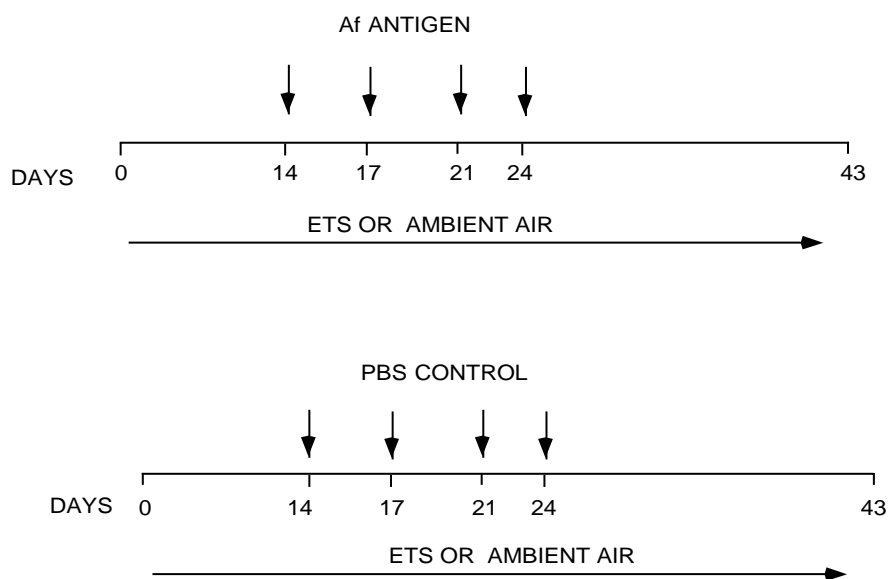 Af ANTIGEN
0 14 17 21 24 43
DAYS
ETS OR AMBIENT AIR
PBS CONTROL
DAYS 0 14 17 21 24 43
ETS OR AMBIENT AIR